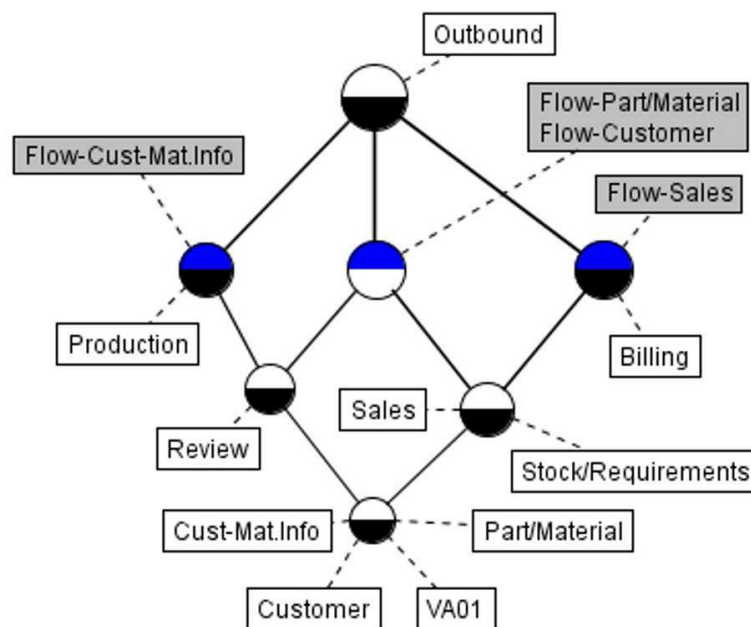 Outbound
Flow-Part/Material
Flow-Customer
Flow-Cust-Mat.Info
Flow-Sales
Production
Billing
Sales
Review
Stock/Requirements
Cust-Mat.Info
Part/Material
Customer
VA01